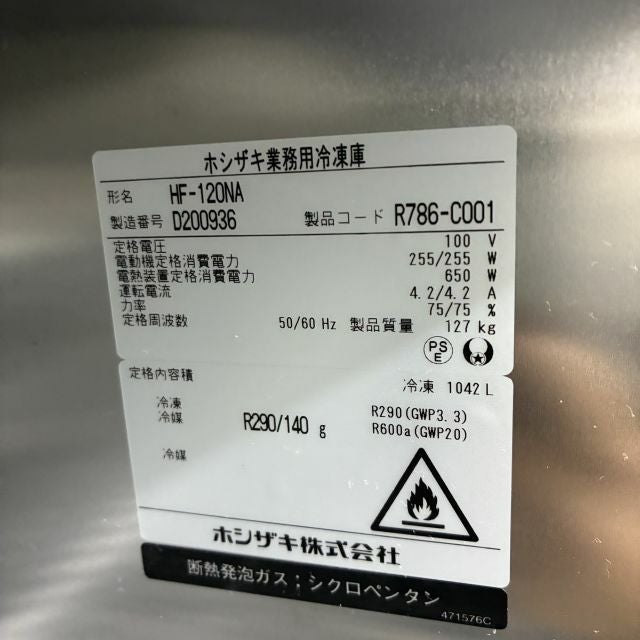 ホシザキ業務用冷凍庫
形名 HF-120NA
製造番号 D200936 製品コード R786-C001
定格電圧 100 V
電動機定格消費電力 255/255 W
電熱装置定格消費電力 650 W
運転電流 4.2/4.2 A
力率 75/75 %
定格周波数 50/60 Hz 製品質量 127 kg
PSE
定格内容積 冷凍 1042 L
冷凍
冷媒 R290/140 g R290(GWP3.3)
R600a(GWP20)
冷媒
ホシザキ株式会社
断熱発泡ガス:シクロペンタン
471576C